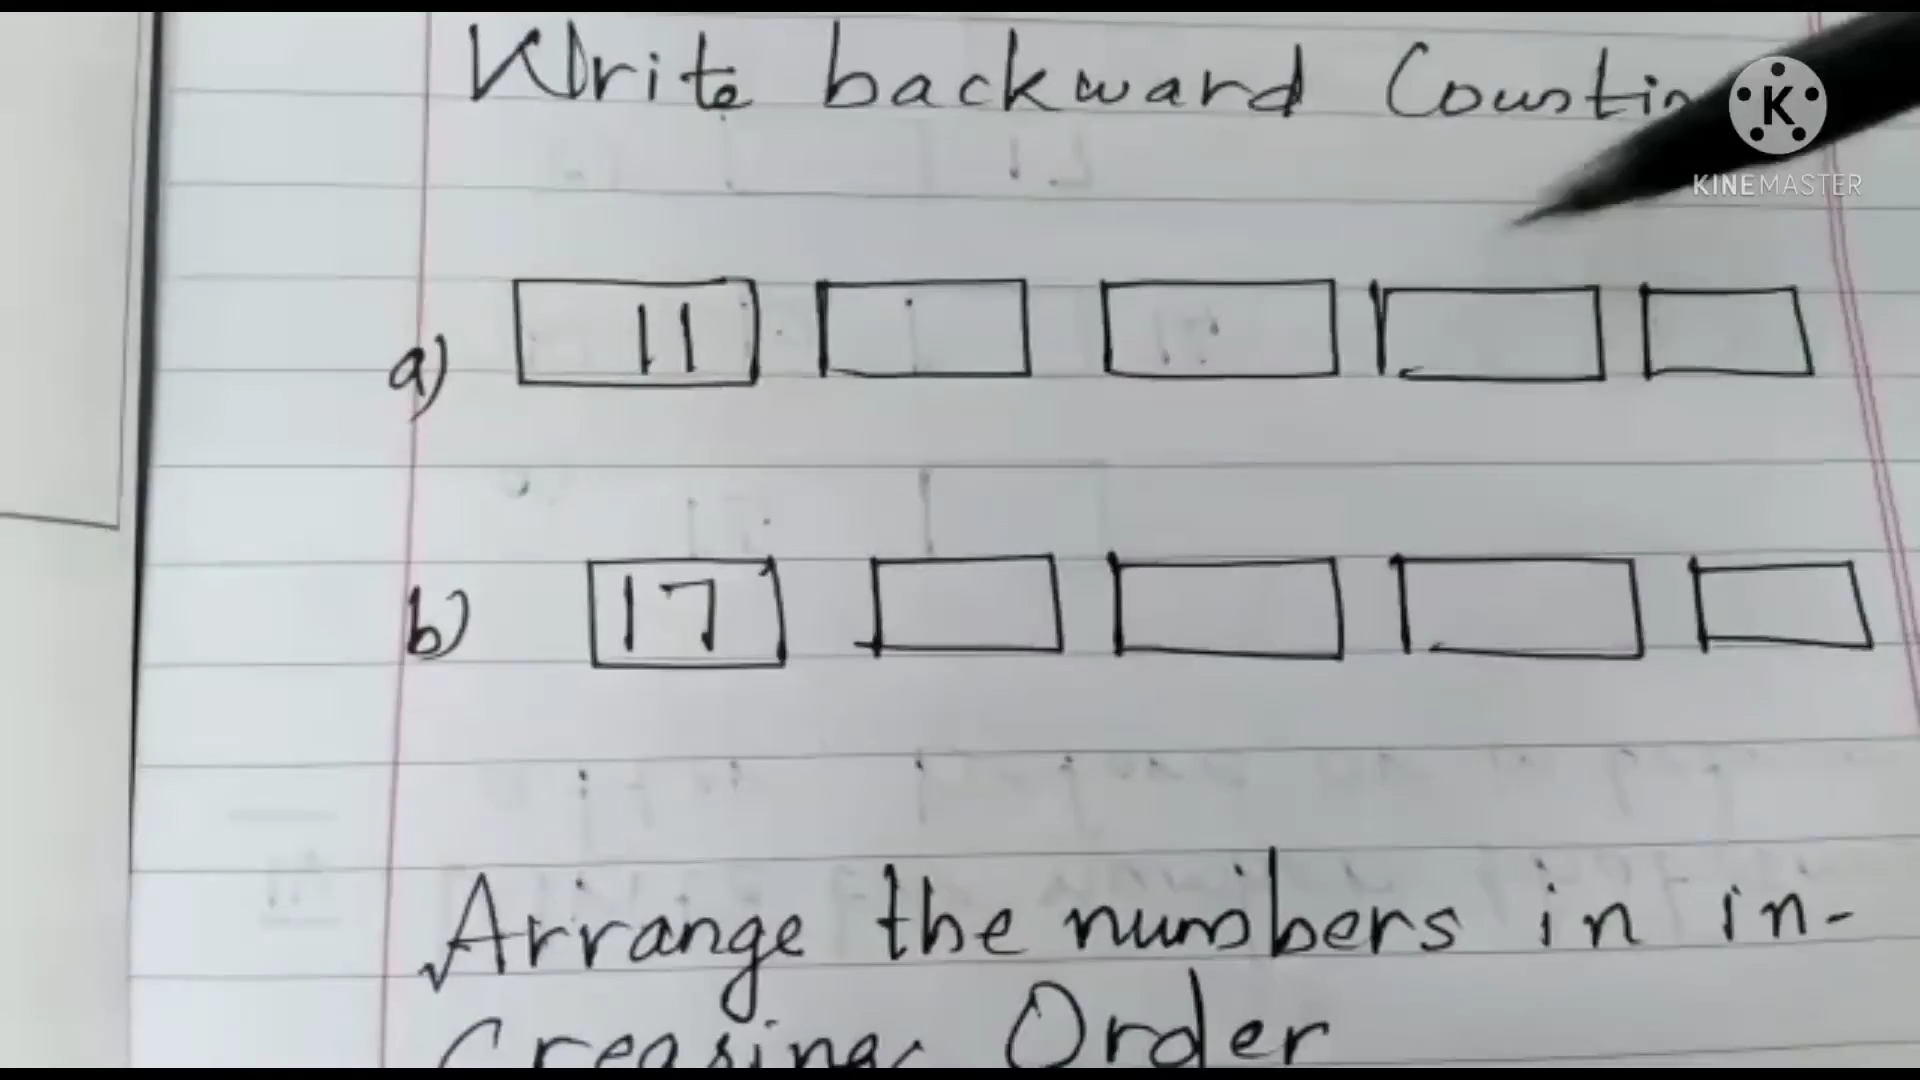 Write backward Countin
K
KINEMASTER
a) 11
b) 17
Arrange the numbers in in-
creasing Order